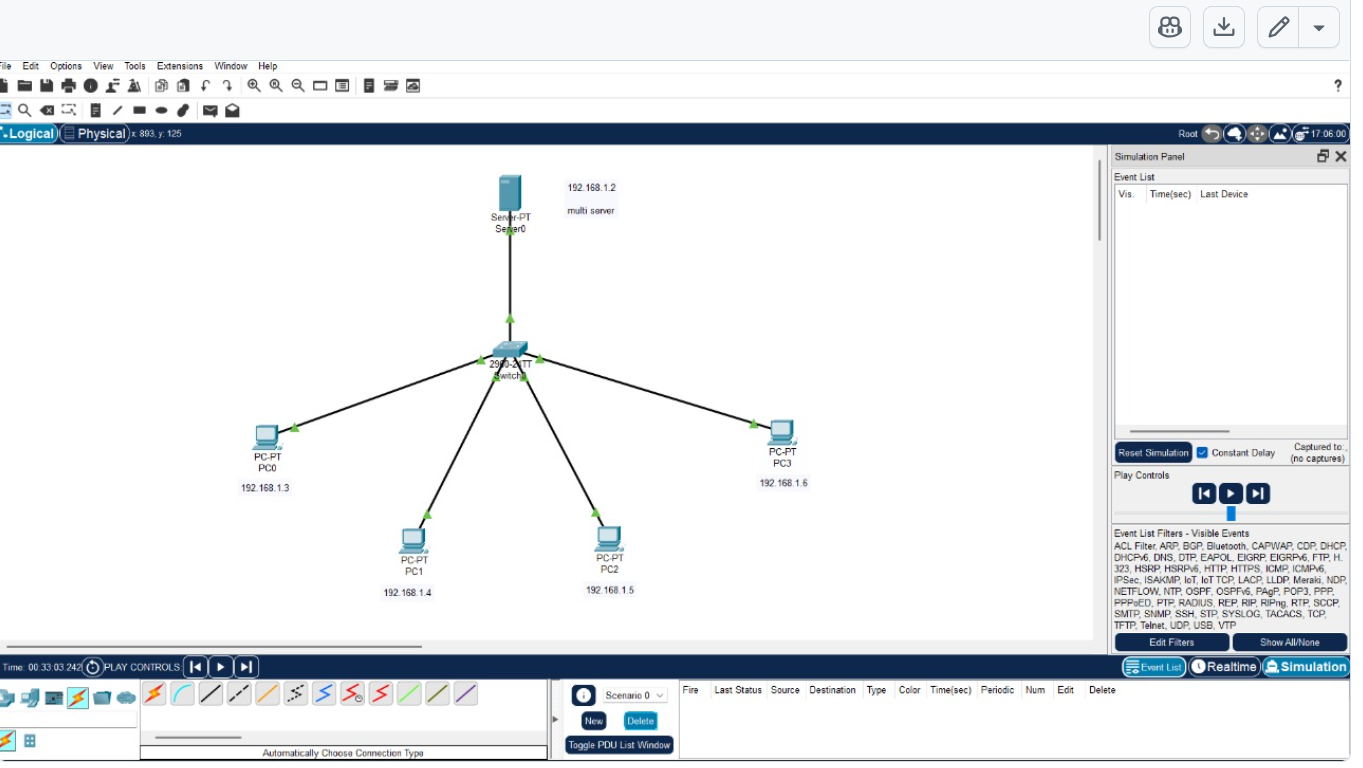 File Edit Options View Tools Extensions Window Help
?
Logical Physical x: 893, y: 125
Root 17:06:00
Simulation Panel
Event List
Vis. Time(sec) Last Device
192.168.1.2
multi server
Server-PT
Server0
2960-24TT
Switch0
PC-PT
PC0
192.168.1.3
PC-PT
PC3
192.168.1.6
PC-PT
PC1
192.168.1.4
PC-PT
PC2
192.168.1.5
Reset Simulation Constant Delay Captured to:
(no captures)
Play Controls
Event List Filters - Visible Events
ACL Filter, ARP, BGP, Bluetooth, CAPWAP, CDP, DHCP,
DHCPv6, DNS, DTP, EAPOL, EIGRP, EIGRPv6, FTP, H.
323, HSRP, HSRPv6, HTTP, HTTPS, ICMP, ICMPv6,
IPSec, ISAKMP, IoT, IoT TCP, LACP, LLDP, Meraki, NDP,
NETFLOW, NTP, OSPF, OSPFv6, PAgP, POP3, PPP,
PPPoED, PTP, RADIUS, REP, RIP, RIPng, RTP, SCCP,
SMTP, SNMP, SSH, STP, SYSLOG, TACACS, TCP,
TFTP, Telnet, UDP, USB, VTP
Edit Filters Show All/None
Time: 00:33:03.242 PLAY CONTROLS:
Event List Realtime Simulation
Scenario 0
New Delete
Toggle PDU List Window
Fire Last Status Source Destination Type Color Time(sec) Periodic Num Edit Delete
Automatically Choose Connection Type